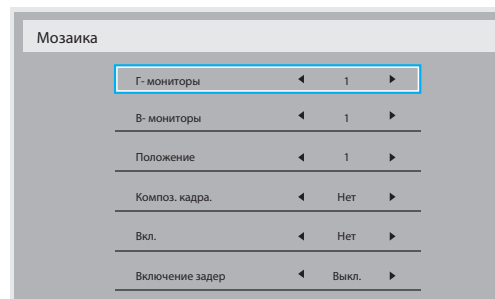 Мозаика
Г- мониторы 1
В- мониторы 1
Положение 1
Композ. кадра. Нет
Вкл. Нет
Включение задер Выкл.